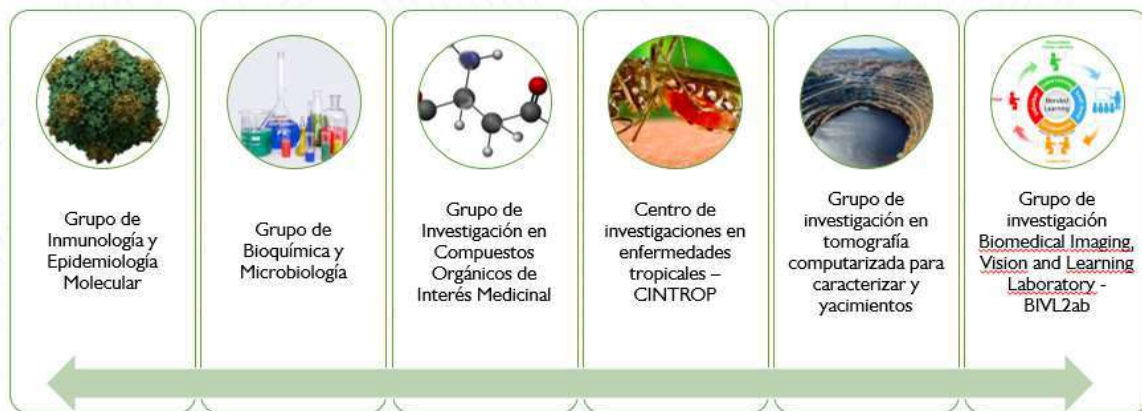 Grupo de
Inmunología y
Epidemiología
Molecular
Grupo de
Bioquímica y
Microbiología
Grupo de
Investigación en
Compuestos
Orgánicos de
Interés Medicinal
Centro de
investigaciones en
enfermedades
tropicales –
CINTROP
Grupo de
investigación en
tomografía
computarizada para
caracterizar y
yacimientos
Blended
Learning
Grupo de
investigación
Biomedical Imaging,
Vision and Learning
Laboratory -
BIVL2ab